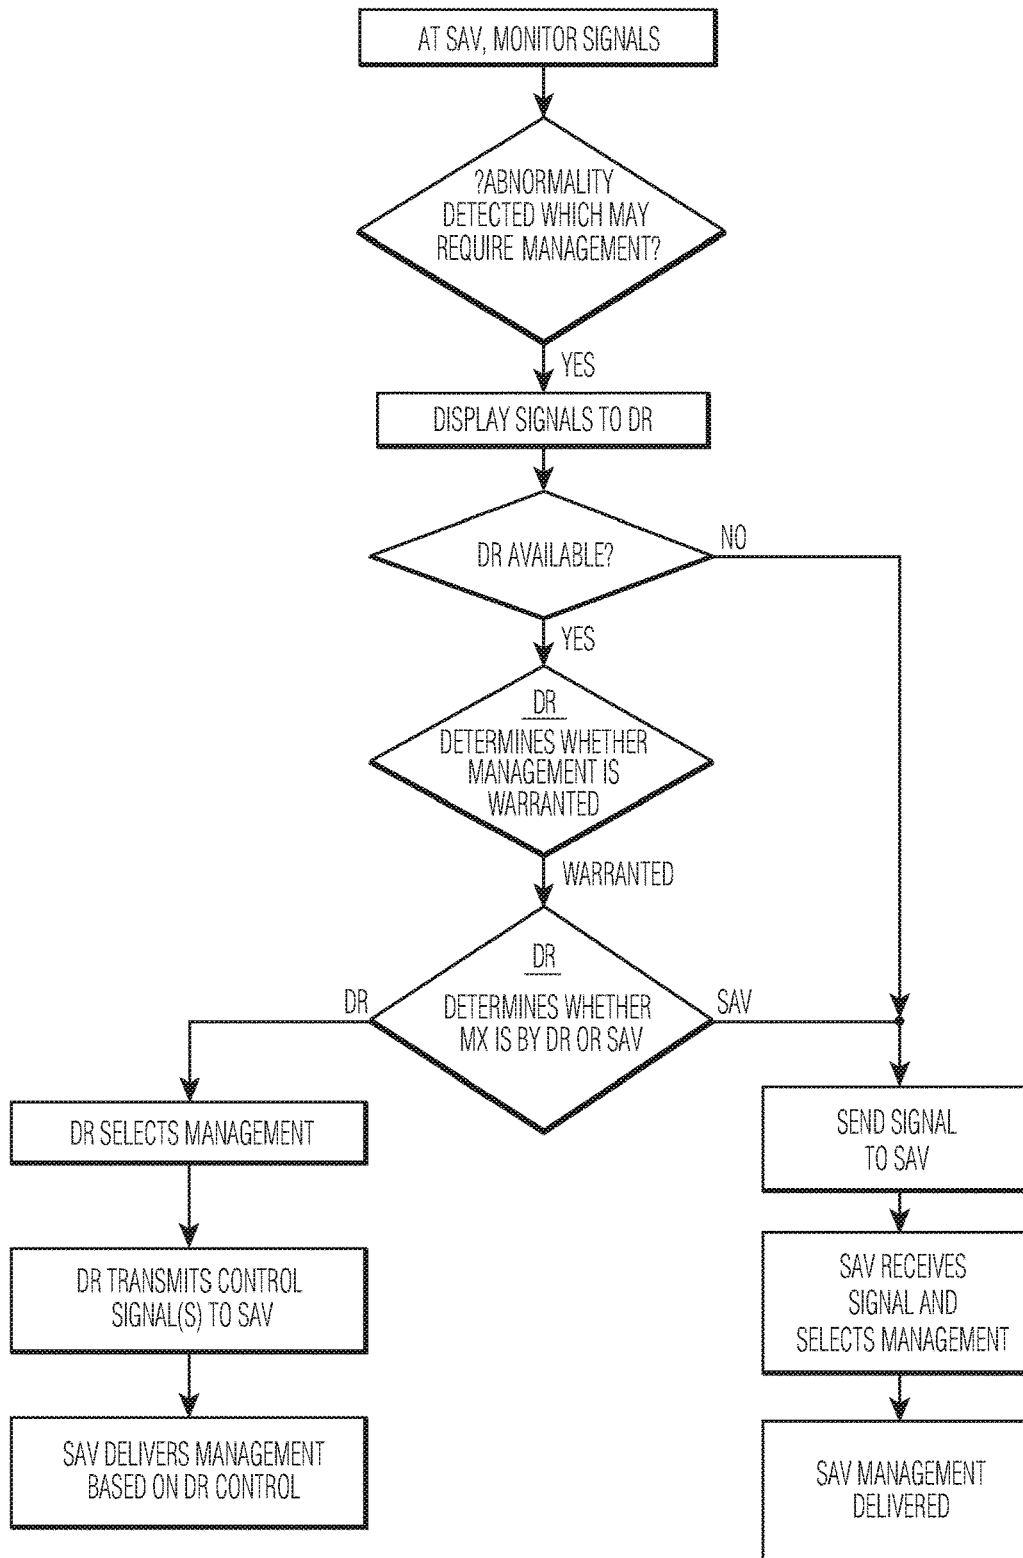 AT SAV, MONITOR SIGNALS
?ABNORMALITY
DETECTED WHICH MAY
REQUIRE MANAGEMENT?
YES
DISPLAY SIGNALS TO DR
DR AVAILABLE?
NO
YES
DR
DETERMINES WHETHER
MANAGEMENT IS
WARRANTED
WARRANTED
DR
DETERMINES WHETHER
MX IS BY DR OR SAV
DR
SAV
DR SELECTS MANAGEMENT
DR TRANSMITS CONTROL
SIGNAL(S) TO SAV
SAV DELIVERS MANAGEMENT
BASED ON DR CONTROL
SEND SIGNAL
TO SAV
SAV RECEIVES
SIGNAL AND
SELECTS MANAGEMENT
SAV MANAGEMENT
DELIVERED